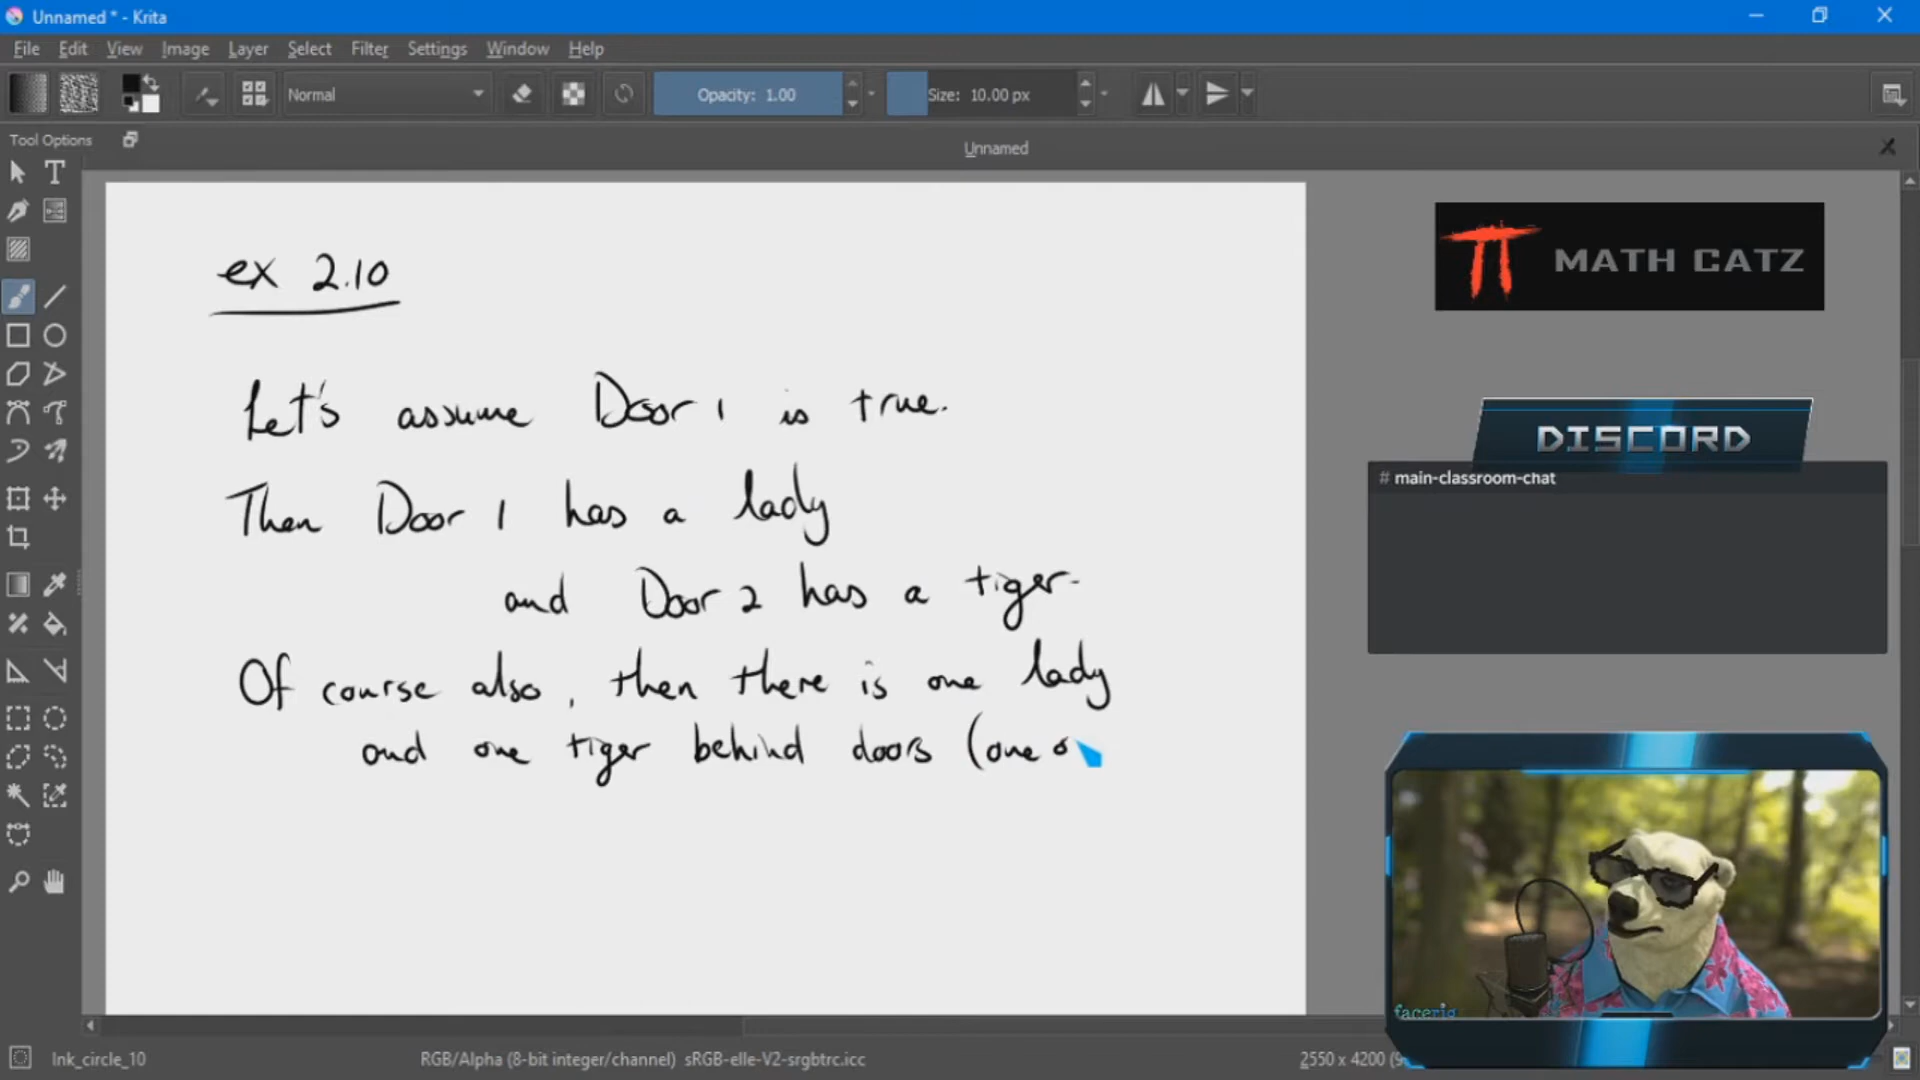 Unnamed * - Krita
File Edit View Image Layer Select Filter Settings Window Help
Normal
Opacity: 1.00
Size: 10.00 px
Tool Options
Unnamed
ex 2.10
Let's assume Door 1 is true.
Then Door 1 has a lady
and Door 2 has a tiger.
Of course also, then there is one lady
and one tiger behind doors (one o
MATH CATZ
DISCORD
# main-classroom-chat
facerig
Ink_circle_10
RGB/Alpha (8-bit integer/channel) sRGB-elle-V2-srgbtrc.icc
2550 x 4200